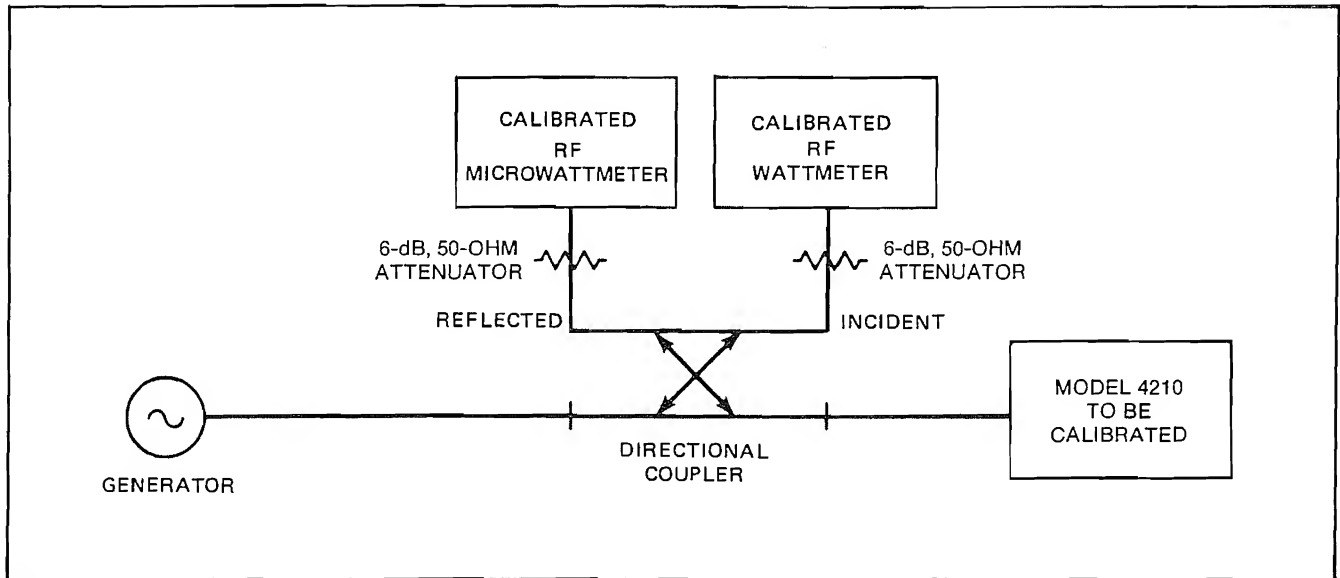 CALIBRATED
RF
MICROWATTMETER
CALIBRATED
RF
WATTMETER
6-dB, 50-OHM
ATTENUATOR
6-dB, 50-OHM
ATTENUATOR
REFLECTED
INCIDENT
GENERATOR
DIRECTIONAL
COUPLER
MODEL 4210
TO BE
CALIBRATED